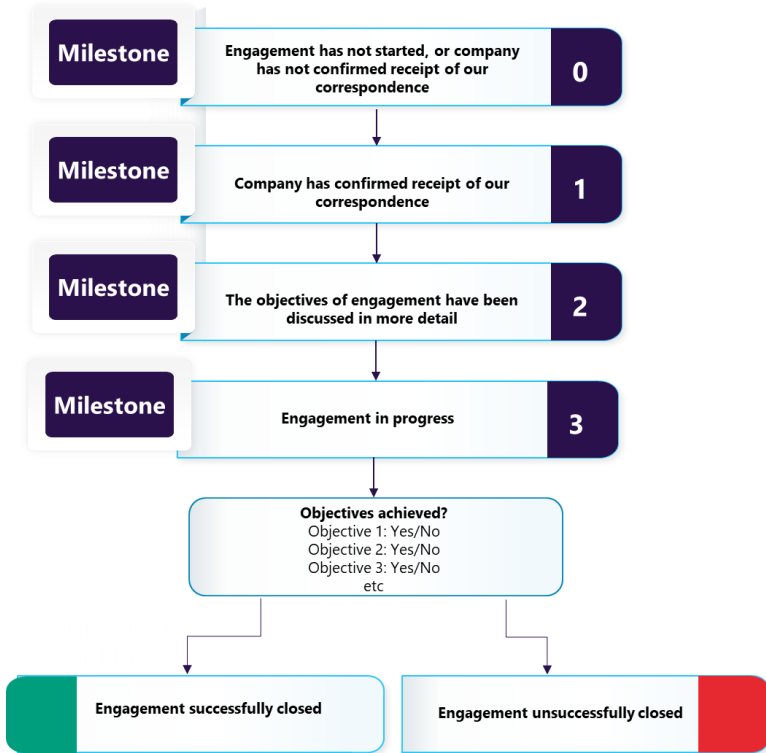 Milestone
Engagement has not started, or company
has not confirmed receipt of our
correspondence
0
Milestone
Company has confirmed receipt of our
correspondence
1
Milestone
The objectives of engagement have been
discussed in more detail
2
Milestone
Engagement in progress
3
Objectives achieved?
Objective 1: Yes/No
Objective 2: Yes/No
Objective 3: Yes/No
etc
Engagement successfully closed
Engagement unsuccessfully closed